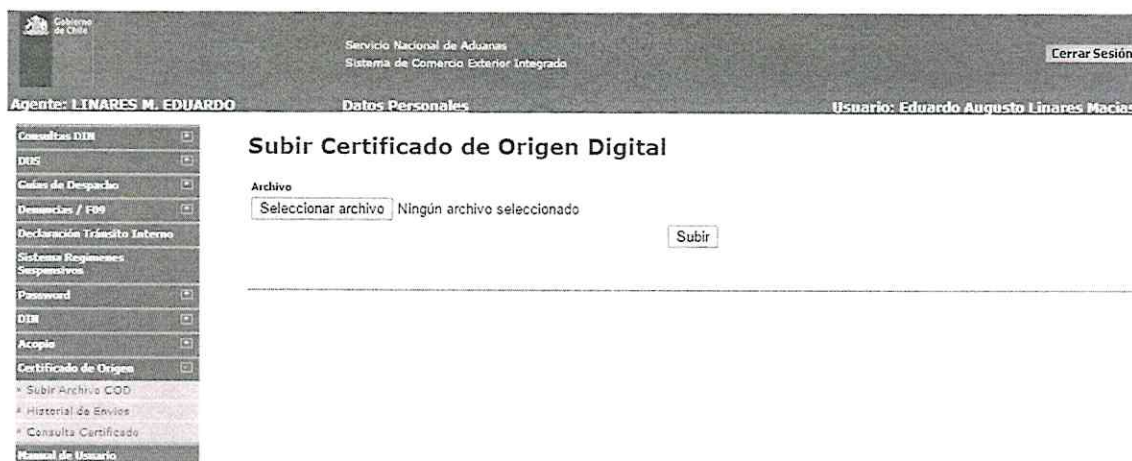 Gobierno
de Chile
Servicio Nacional de Aduanas
Sistema de Comercio Exterior Integrado
Cerrar Sesión
Agente: LINARES M. EDUARDO
Datos Personales
Usuario: Eduardo Augusto Linares Macias
Consultas DIN
DUS
Guías de Despacho
Denuncias / F09
Declaración Tránsito Interno
Sistema Regimenes
Suspensivos
Password
DIN
Acopio
Certificado de Origen
Subir Archivo COD
Historial de Envios
Consulta Certificado
Manual de Usuario
Subir Certificado de Origen Digital
Archivo
Seleccionar archivo Ningún archivo seleccionado
Subir